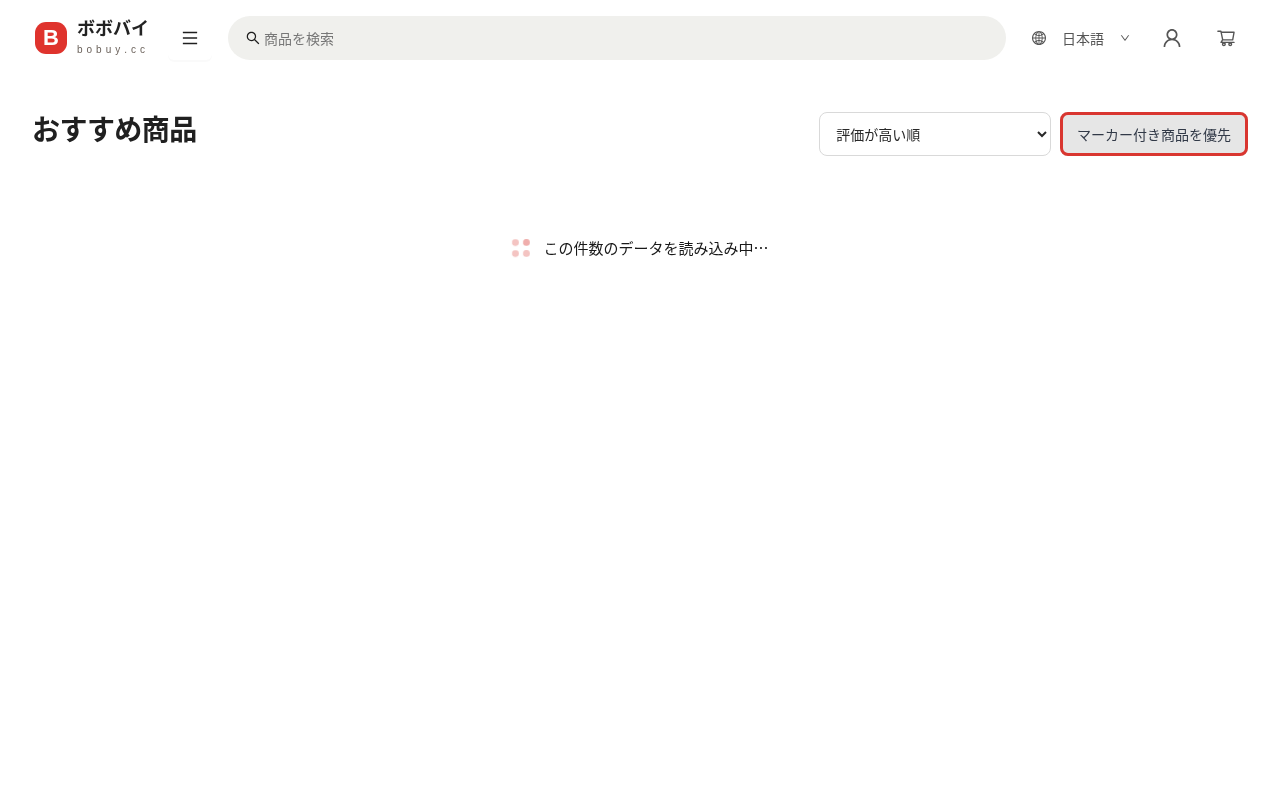 B
ボボバイ
bobuy.cc
商品を検索
日本語
おすすめ商品
評価が高い順
マーカー付き商品を優先
この件数のデータを読み込み中…